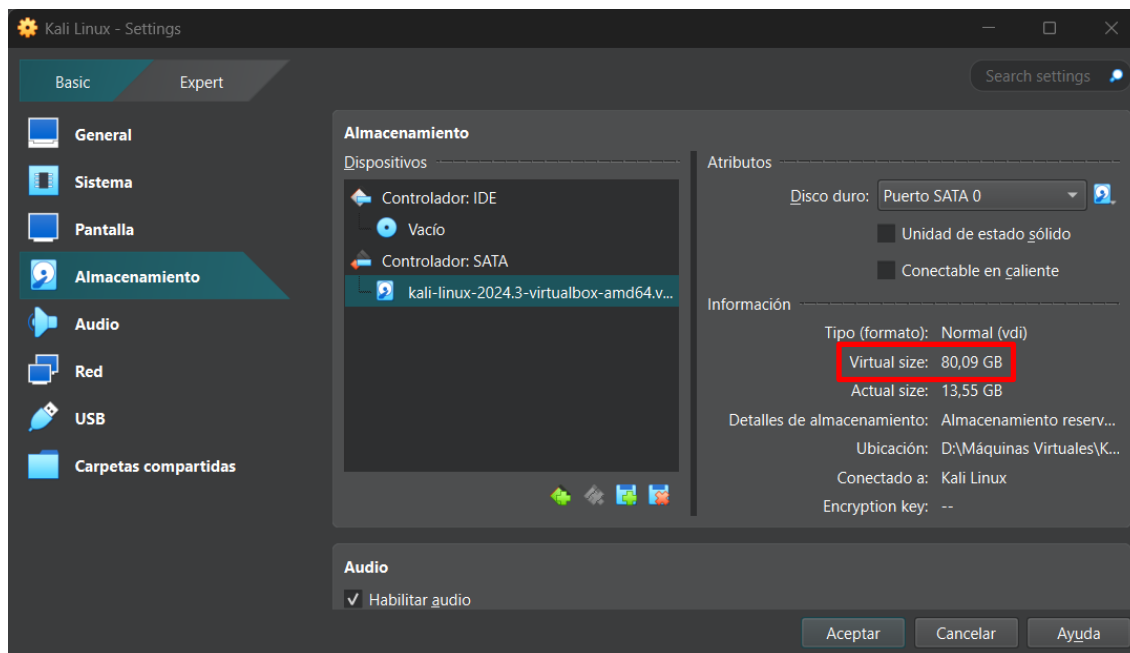 Kali Linux - Settings
Basic
Expert
Search settings
General
Sistema
Pantalla
Almacenamiento
Audio
Red
USB
Carpetas compartidas
Almacenamiento
Dispositivos
Controlador: IDE
Vacío
Controlador: SATA
kali-linux-2024.3-virtualbox-amd64.v...
Atributos
Disco duro: Puerto SATA 0
Unidad de estado sólido
Conectable en caliente
Información
Tipo (formato): Normal (vdi)
Virtual size: 80,09 GB
Actual size: 13,55 GB
Detalles de almacenamiento: Almacenamiento reserv...
Ubicación: D:\Máquinas Virtuales\K...
Conectado a: Kali Linux
Encryption key: --
Audio
Habilitar audio
Aceptar
Cancelar
Ayuda